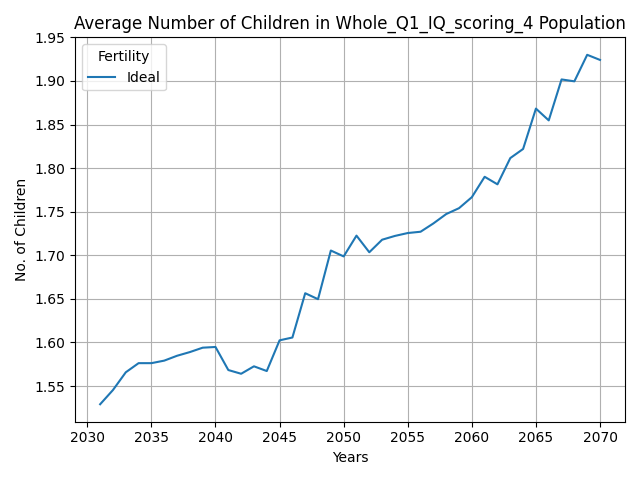 Average Number of Children in Whole_Q1_IQ_scoring_4 Population
Fertility
Ideal
No. of Children
1.95
1.90
1.85
1.80
1.75
1.70
1.65
1.60
1.55
2030 2035 2040 2045 2050 2055 2060 2065 2070
Years